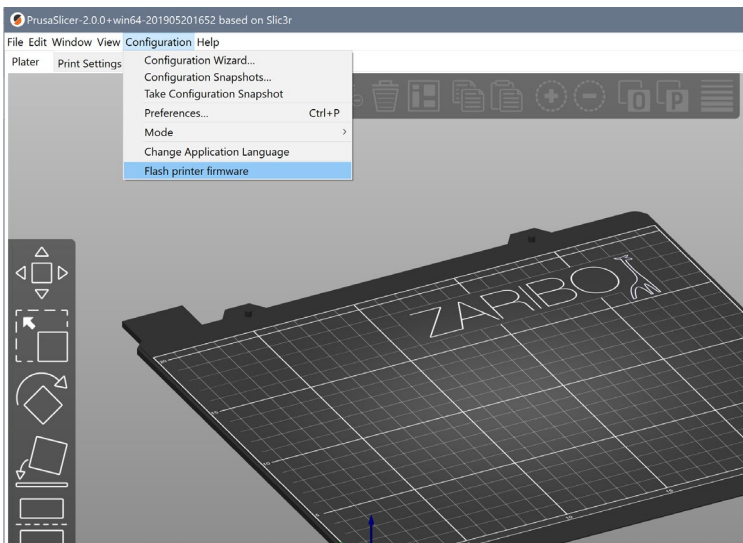 PrusaSlicer-2.0.0+win64-201905201652 based on Slic3r
File Edit Window View Configuration Help
Plater Print Settings
Configuration Wizard...
Configuration Snapshots...
Take Configuration Snapshot
Preferences... Ctrl+P
Mode
Change Application Language
Flash printer firmware
O P
ZARIBO